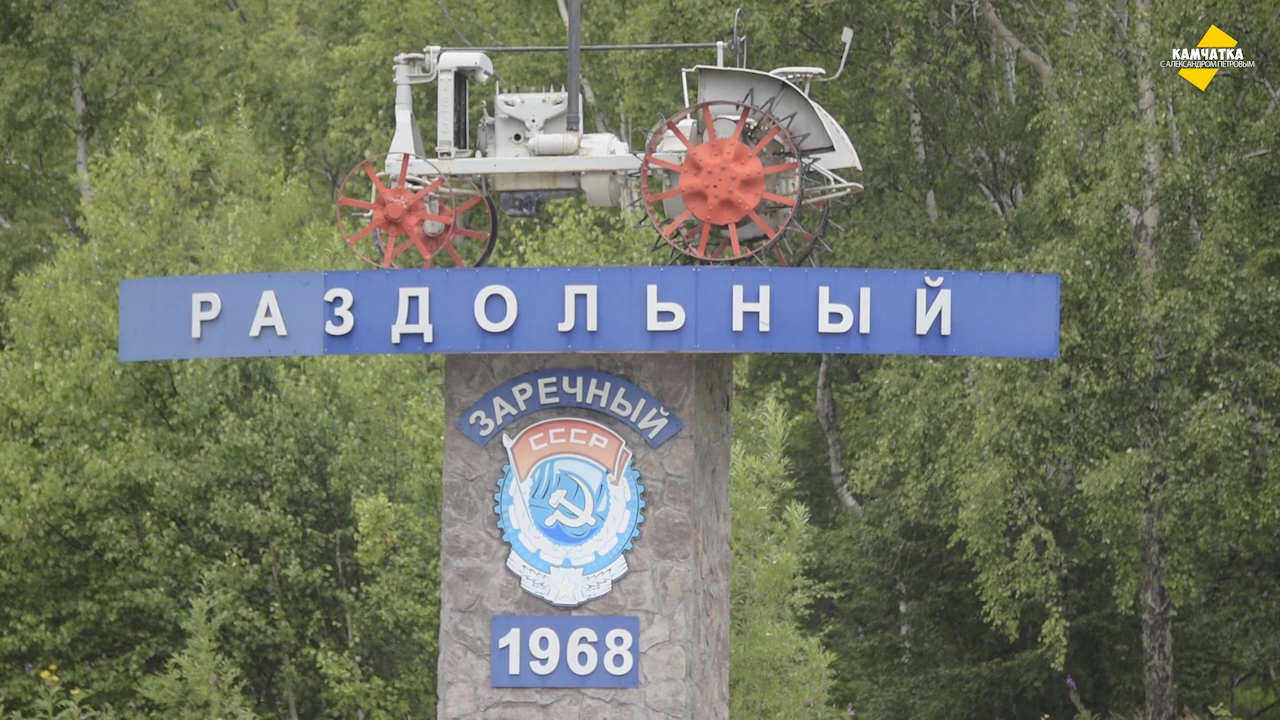 КАМЧАТКА
С АЛЕКСАНДРОМ ПЕТРОВЫМ
РАЗДОЛЬНЫЙ
ЗАРЕЧНЫЙ
СССР
1968